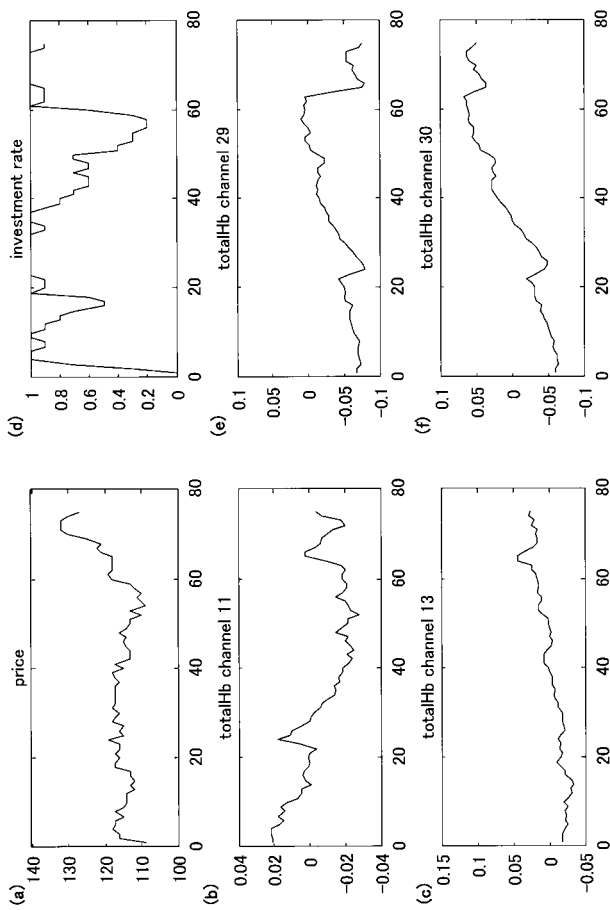 (a)
price
140
130
120
110
100
0 20 40 60 80
(b)
totalHb channel 11
0.04
0.02
0
−0.02
−0.04
0 20 40 60 80
(c)
totalHb channel 13
0.15
0.1
0.05
0
−0.05
0 20 40 60 80
(d)
investment rate
1
0.8
0.6
0.4
0.2
0
0 20 40 60 80
(e)
totalHb channel 29
0.1
0.05
0
−0.05
−0.1
0 20 40 60 80
(f)
totalHb channel 30
0.1
0.05
0
−0.05
−0.1
0 20 40 60 80